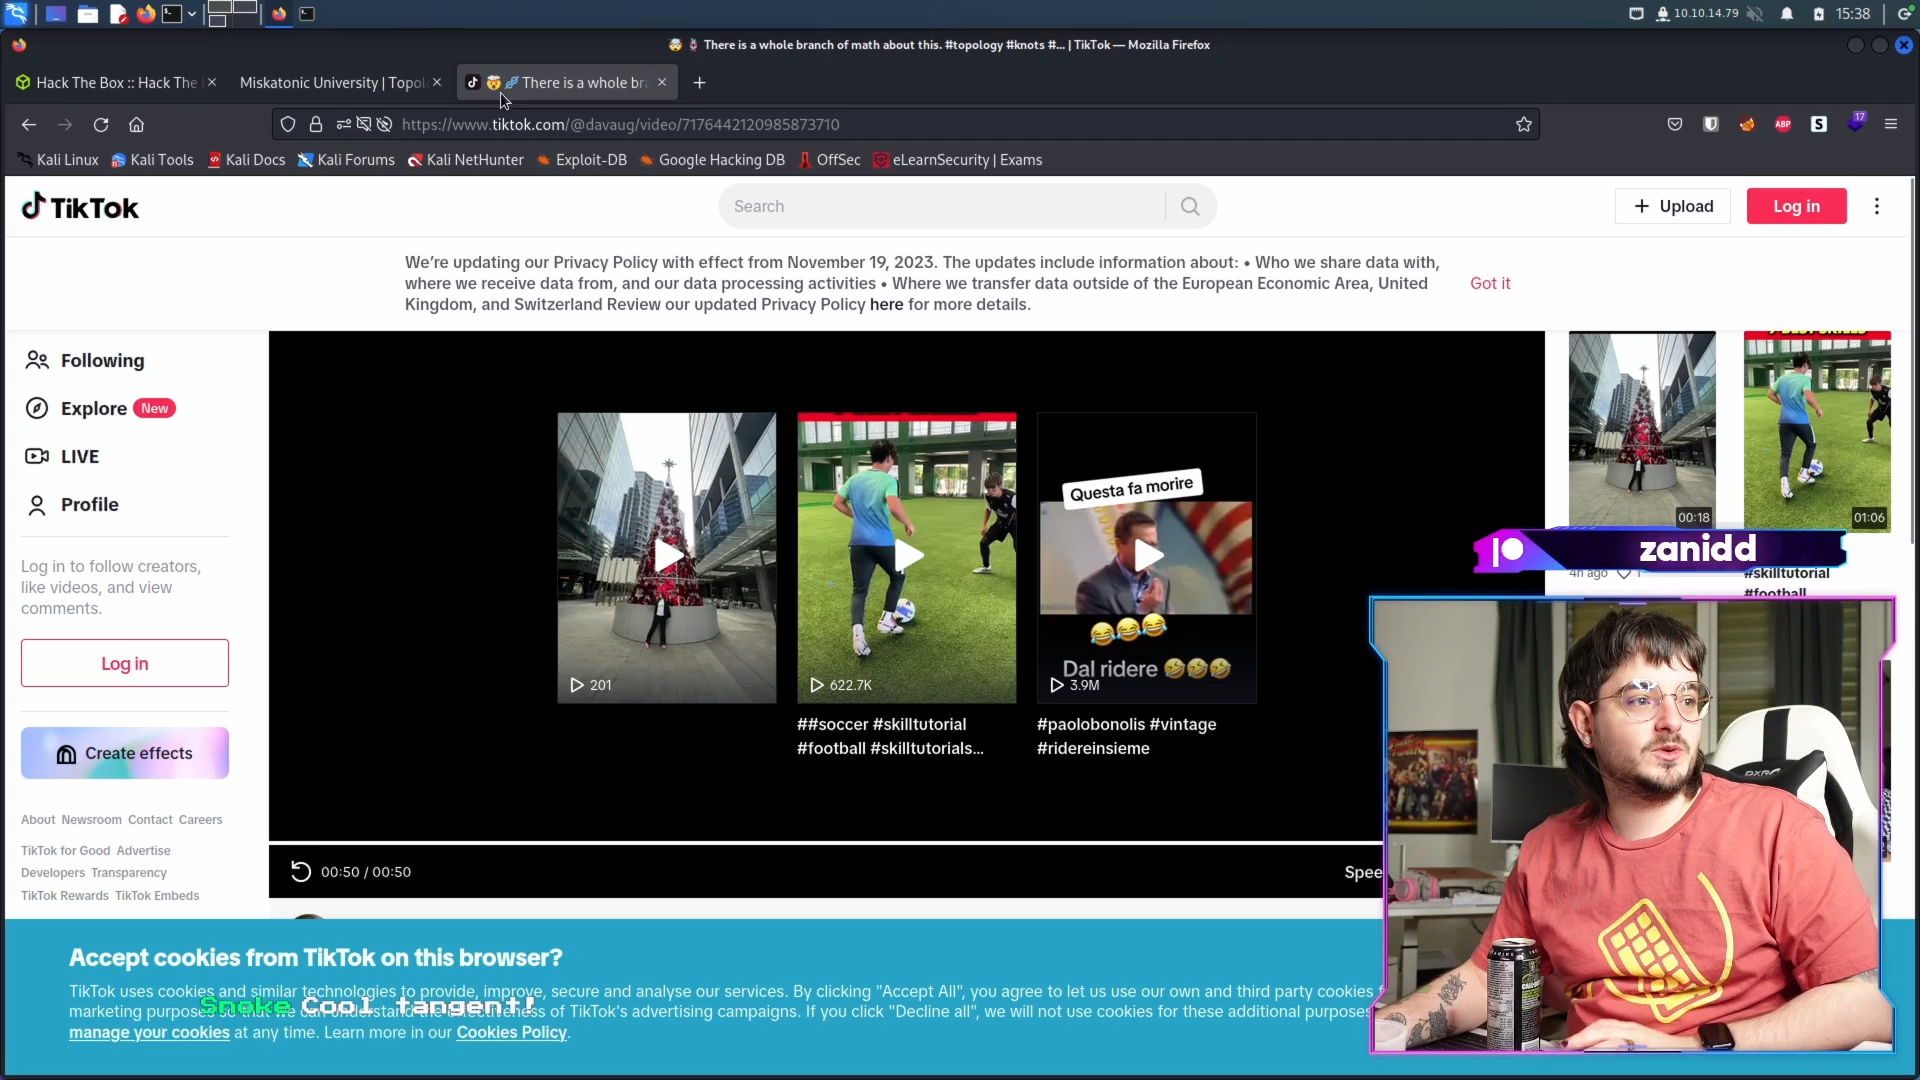 10.10.14.79
15:38
There is a whole branch of math about this. #topology #knots #... | TikTok — Mozilla Firefox
Hack The Box :: Hack The
Miskatonic University | Topol
There is a whole bra
https://www.tiktok.com/@davaug/video/7176442120985873710
ABP
S
17
Kali Linux
Kali Tools
Kali Docs
Kali Forums
Kali NetHunter
Exploit-DB
Google Hacking DB
OffSec
eLearnSecurity | Exams
TikTok
Search
Upload
Log in
We're updating our Privacy Policy with effect from November 19, 2023. The updates include information about: • Who we share data with,
where we receive data from, and our data processing activities • Where we transfer data outside of the European Economic Area, United
Kingdom, and Switzerland Review our updated Privacy Policy here for more details.
Got it
Following
Explore New
LIVE
Profile
Log in to follow creators,
like videos, and view
comments.
Log in
Create effects
About Newsroom Contact Careers
TikTok for Good Advertise
Developers Transparency
TikTok Rewards TikTok Embeds
201
622.7K
##soccer #skilltutorial
#football #skilltutorials...
Questa fa morire
😂😂😂
Dal ridere 🤣🤣🤣
3.9M
#paolobonolis #vintage
#ridereinsieme
00:18
01:06
zanidd
4h ago
#skilltutorial
#football
00:50 / 00:50
Spee
Accept cookies from TikTok on this browser?
TikTok uses cookies and similar technologies to provide, improve, secure and analyse our services. By clicking "Accept All", you agree to let us use our own and third party cookies f
marketing purposes of TikTok's advertising campaigns. If you click "Decline all", we will not use cookies for these additional purposes
manage your cookies at any time. Learn more in our Cookies Policy.
Snoke Cool tangent!